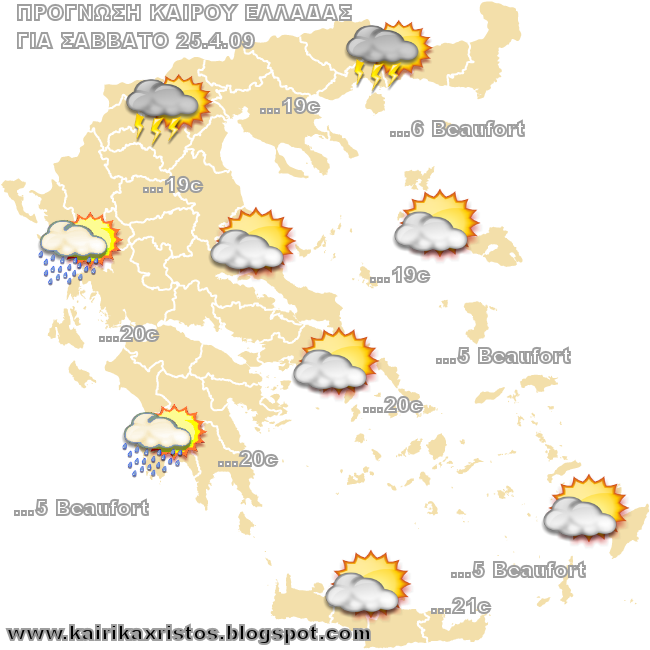 ΠΡΟΓΝΩΣΗ ΚΑΙΡΟΥ ΕΛΛΑΔΑΣ
ΓΙΑ ΣΑΒΒΑΤΟ 25.4.09
...19c
...6 Beaufort
...19c
...19c
...20c
...5 Beaufort
...20c
...20c
...5 Beaufort
...5 Beaufort
...21c
www.kairikaxristos.blogspot.com